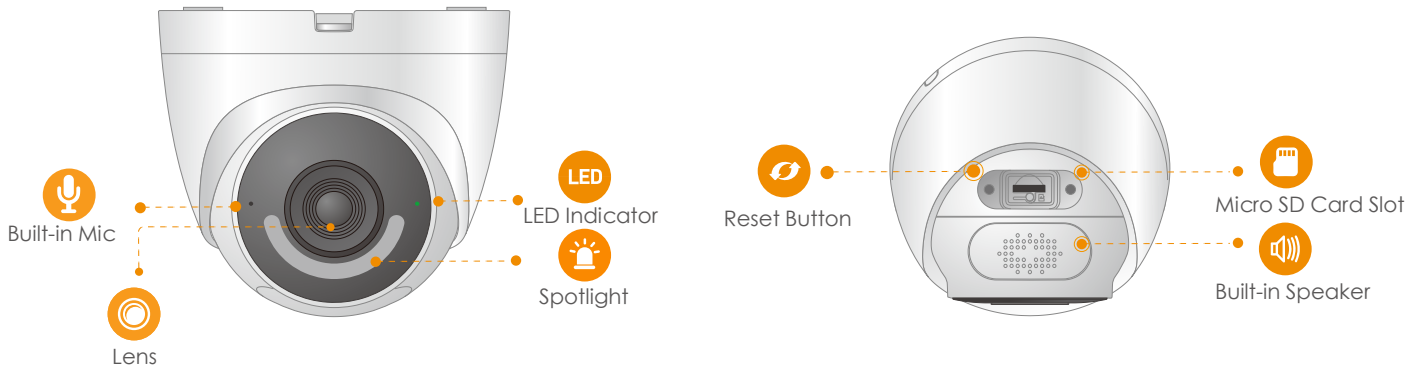 Built-in Mic
Lens
LED
LED Indicator
Spotlight
Reset Button
Micro SD Card Slot
Built-in Speaker